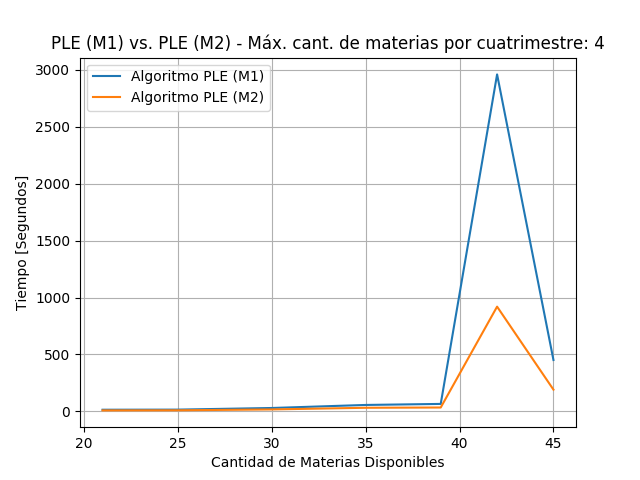 PLE (M1) vs. PLE (M2) - Máx. cant. de materias por cuatrimestre: 4
Algoritmo PLE (M1)
Algoritmo PLE (M2)
Tiempo [Segundos]
3000
2500
2000
1500
1000
500
0
20 25 30 35 40 45
Cantidad de Materias Disponibles